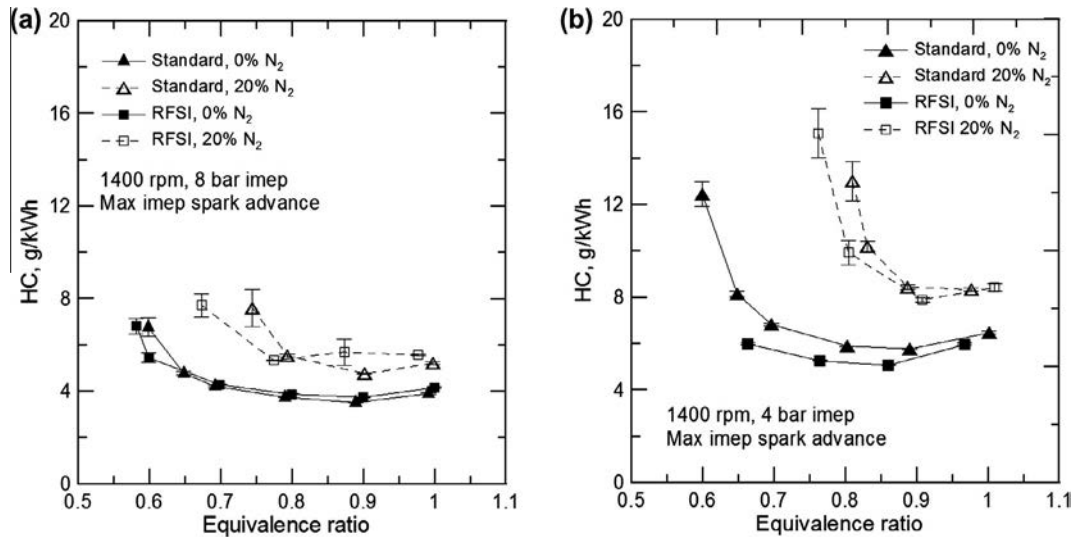 (a)
20
16
12
8
4
0
HC, g/kWh
Standard, 0% N2
Standard, 20% N2
RFSI, 0% N2
RFSI, 20% N2
1400 rpm, 8 bar imep
Max imep spark advance
0.5 0.6 0.7 0.8 0.9 1 1.1
Equivalence ratio
(b)
20
16
12
8
4
0
HC, g/kWh
Standard, 0% N2
Standard 20% N2
RFSI, 0% N2
RFSI 20% N2
1400 rpm, 4 bar imep
Max imep spark advance
0.5 0.6 0.7 0.8 0.9 1 1.1
Equivalence ratio